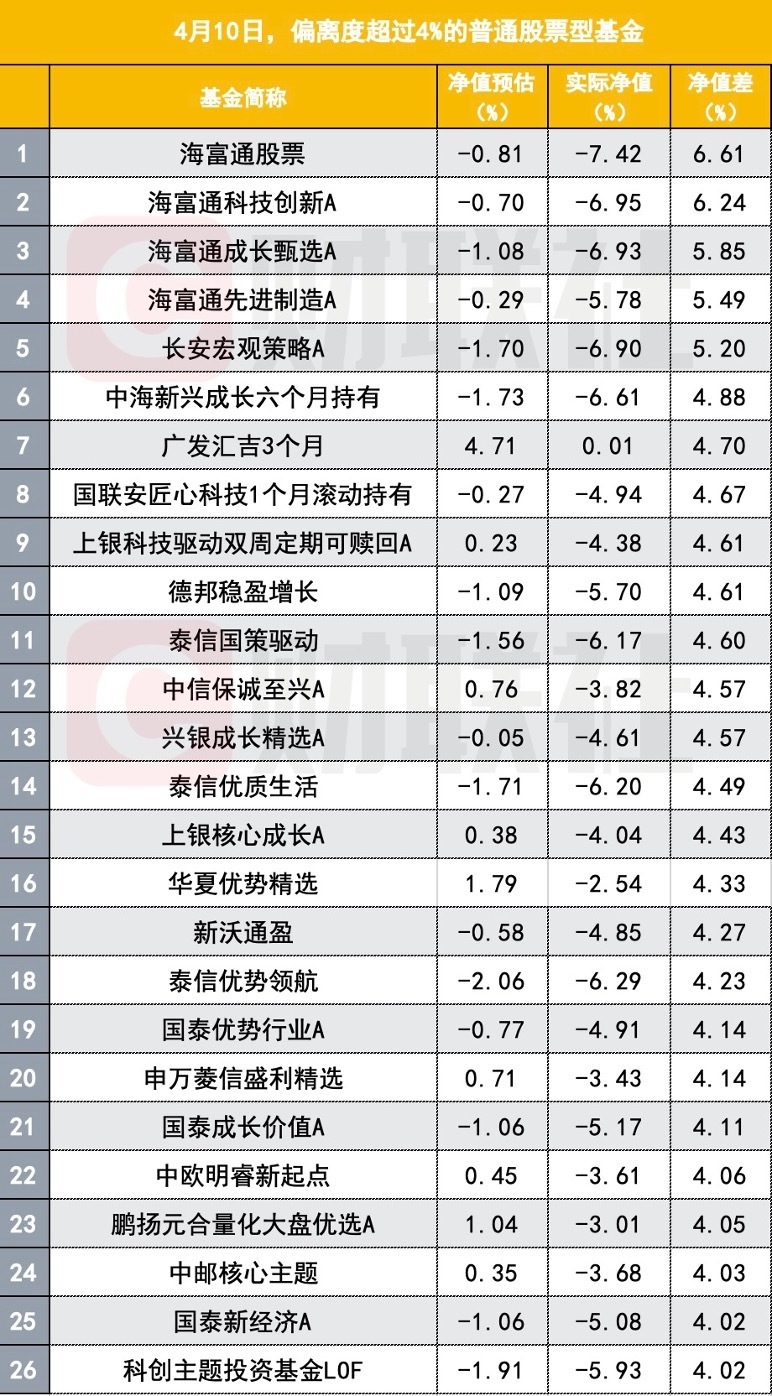 4月10日，偏离度超过4%的普通股票型基金
基金简称 净值预估（%） 实际净值（%） 净值差（%）
1 海富通股票 -0.81 -7.42 6.61
2 海富通科技创新A -0.70 -6.95 6.24
3 海富通成长甄选A -1.08 -6.93 5.85
4 海富通先进制造A -0.29 -5.78 5.49
5 长安宏观策略A -1.70 -6.90 5.20
6 中海新兴成长六个月持有 -1.73 -6.61 4.88
7 广发汇吉3个月 4.71 0.01 4.70
8 国联安匠心科技1个月滚动持有 -0.27 -4.94 4.67
9 上银科技驱动双周定期可赎回A 0.23 -4.38 4.61
10 德邦稳盈增长 -1.09 -5.70 4.61
11 泰信国策驱动 -1.56 -6.17 4.60
12 中信保诚至兴A 0.76 -3.82 4.57
13 兴银成长精选A -0.05 -4.61 4.57
14 泰信优质生活 -1.71 -6.20 4.49
15 上银核心成长A 0.38 -4.04 4.43
16 华夏优势精选 1.79 -2.54 4.33
17 新沃通盈 -0.58 -4.85 4.27
18 泰信优势领航 -2.06 -6.29 4.23
19 国泰优势行业A -0.77 -4.91 4.14
20 申万菱信盛利精选 0.71 -3.43 4.14
21 国泰成长价值A -1.06 -5.17 4.11
22 中欧明睿新起点 0.45 -3.61 4.06
23 鹏扬元合量化大盘优选A 1.04 -3.01 4.05
24 中邮核心主题 0.35 -3.68 4.03
25 国泰新经济A -1.06 -5.08 4.02
26 科创主题投资基金LOF -1.91 -5.93 4.02
财联社
财联社